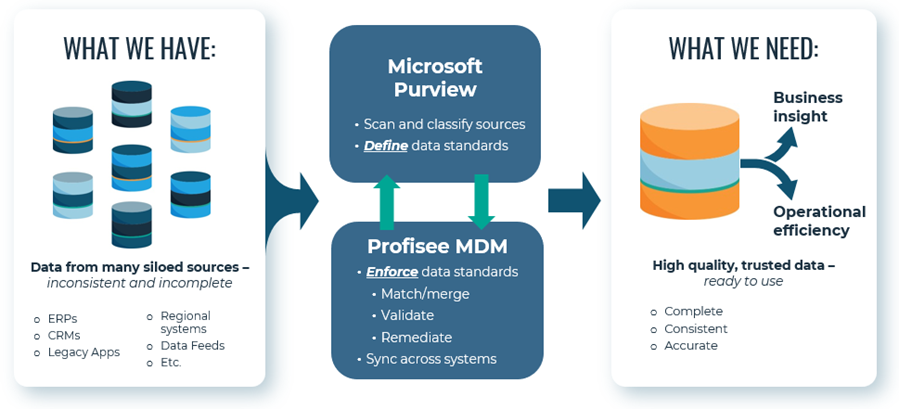 WHAT WE HAVE:
Data from many siloed sources –
inconsistent and incomplete
o ERPs
o CRMs
o Legacy Apps
o Regional
systems
o Data Feeds
o Etc.
Microsoft
Purview
• Scan and classify sources
• Define data standards
Profisee MDM
• Enforce data standards
• Match/merge
• Validate
• Remediate
• Sync across systems
WHAT WE NEED:
Business
insight
Operational
efficiency
High quality, trusted data –
ready to use
o Complete
o Consistent
o Accurate